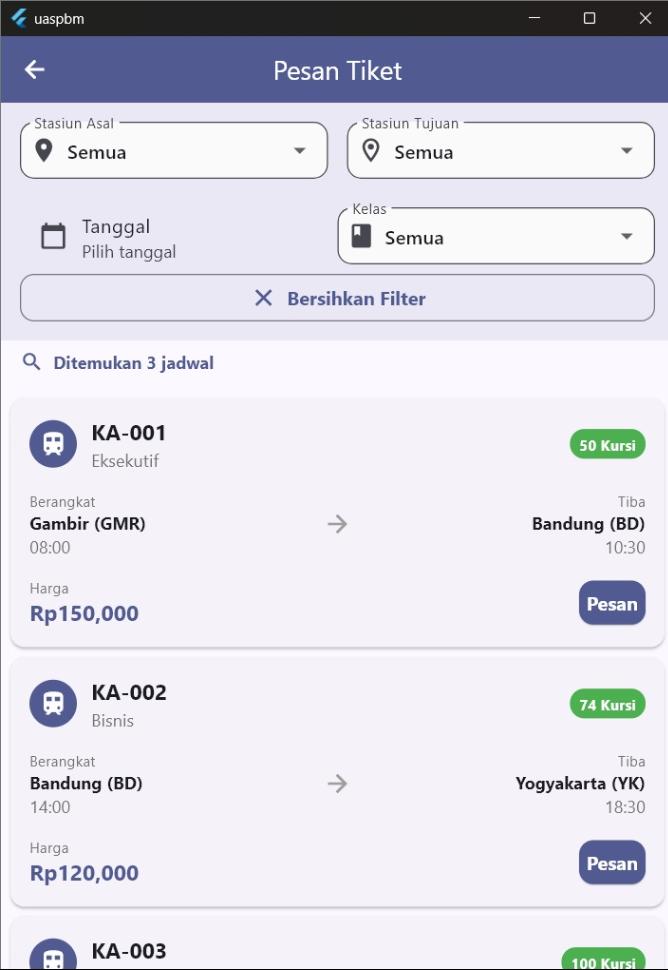 uaspbm
Pesan Tiket
Stasiun Asal
Semua
Stasiun Tujuan
Semua
Tanggal
Pilih tanggal
Kelas
Semua
Bersihkan Filter
Ditemukan 3 jadwal
KA-001
Eksekutif
50 Kursi
Berangkat
Gambir (GMR)
08:00
Tiba
Bandung (BD)
10:30
Harga
Rp150,000
Pesan
KA-002
Bisnis
74 Kursi
Berangkat
Bandung (BD)
14:00
Tiba
Yogyakarta (YK)
18:30
Harga
Rp120,000
Pesan
KA-003
100 Kursi